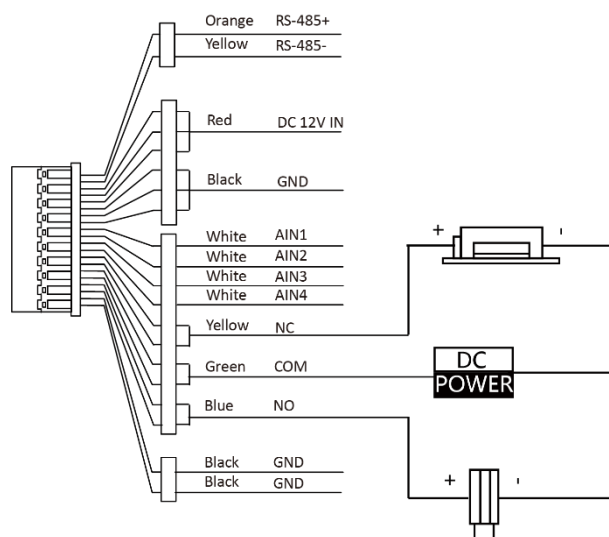 Orange RS-485+
Yellow RS-485-
Red DC 12V IN
Black GND
White AIN1
White AIN2
White AIN3
White AIN4
Yellow NC
+ -
Green COM
DC
POWER
Blue NO
+ -
Black GND
Black GND